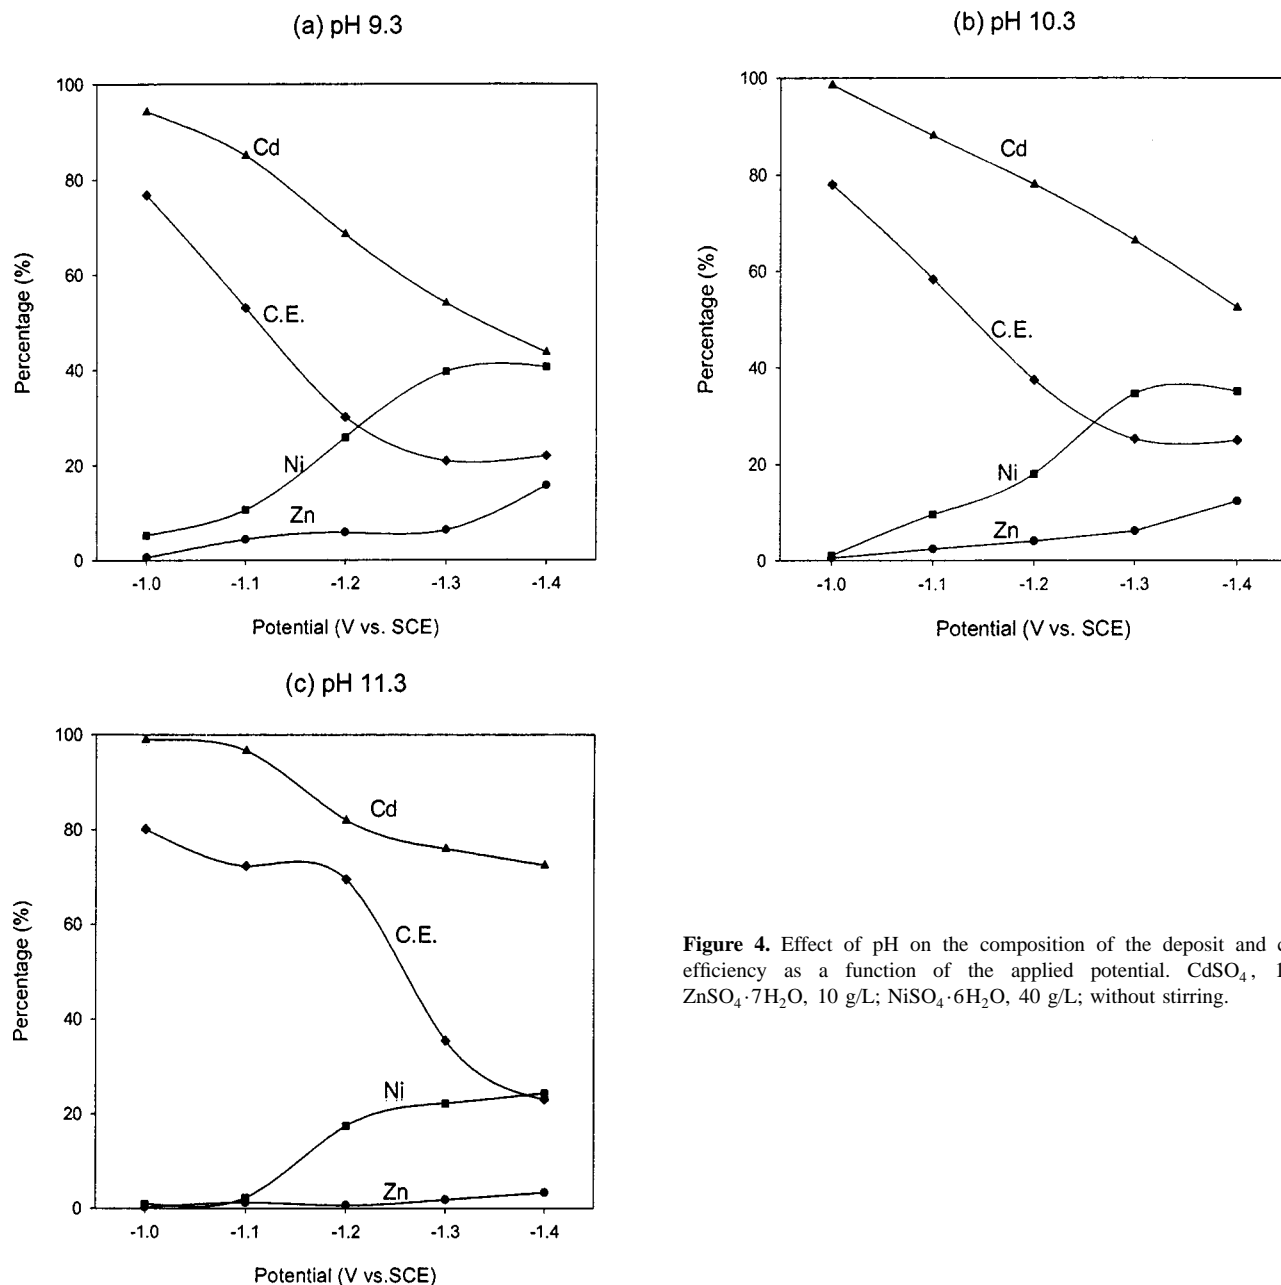 (a) pH 9.3
100
80
60
40
20
0
Percentage (%)
Cd
C.E.
Ni
Zn
-1.0 -1.1 -1.2 -1.3 -1.4
Potential (V vs. SCE)
(b) pH 10.3
100
80
60
40
20
0
Percentage (%)
Cd
C.E.
Ni
Zn
-1.0 -1.1 -1.2 -1.3 -1.4
Potential (V vs. SCE)
(c) pH 11.3
100
80
60
40
20
0
Percentage (%)
Cd
C.E.
Ni
Zn
-1.0 -1.1 -1.2 -1.3 -1.4
Potential (V vs.SCE)
Figure 4. Effect of pH on the composition of the deposit and
efficiency as a function of the applied potential. CdSO₄,
ZnSO₄·7H₂O, 10 g/L; NiSO₄·6H₂O, 40 g/L; without stirring.